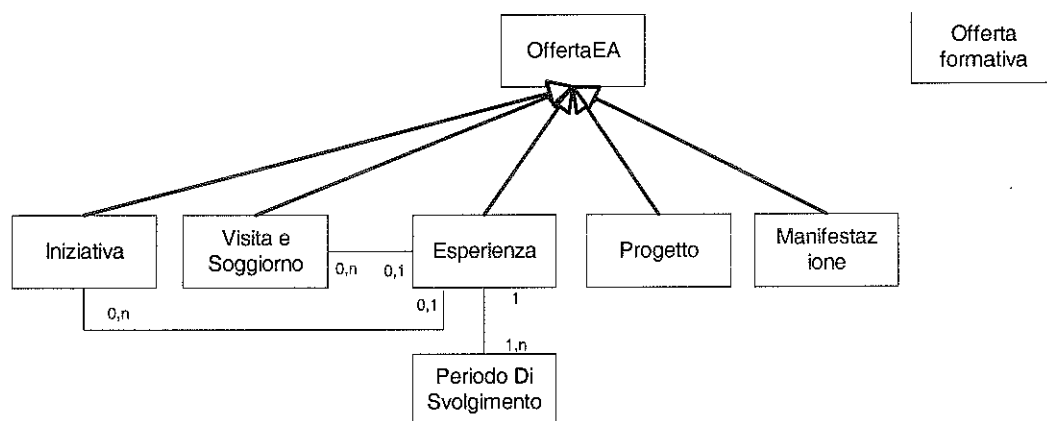 OffertaEA
Offerta
formativa
Iniziativa
Visita e
Soggiorno
Esperienza
Progetto
Manifestaz
ione
0,n
0,1
0,n
0,1
1
1,n
Periodo Di
Svolgimento